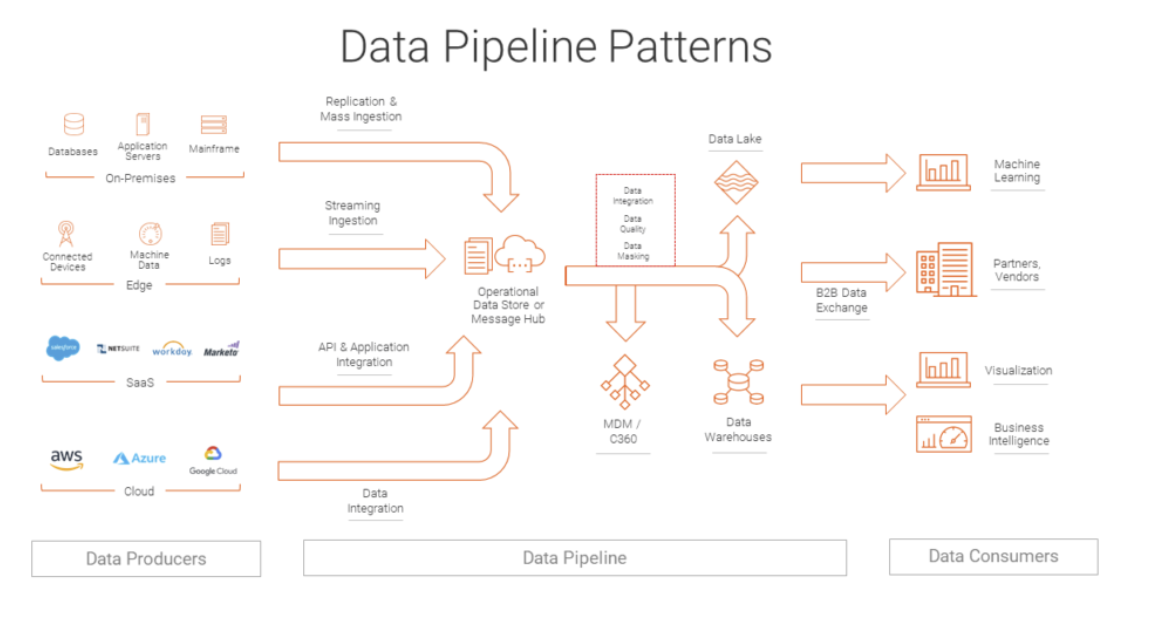 Data Pipeline Patterns
Replication &
Mass Ingestion
Databases
Application
Servers
Mainframe
On-Premises
Streaming
Ingestion
Connected
Devices
Machine
Data
Logs
Edge
API & Application
Integration
salesforce
NETSUITE
workday.
Marketo
SaaS
aws
Azure
Google Cloud
Cloud
Data
Integration
Operational
Data Store or
Message Hub
Data
Integration
Data
Quality
Data
Masking
Data Lake
MDM /
C360
Data
Warehouses
B2B Data
Exchange
Machine
Learning
Partners,
Vendors
Visualization
Business
Intelligence
Data Producers
Data Pipeline
Data Consumers